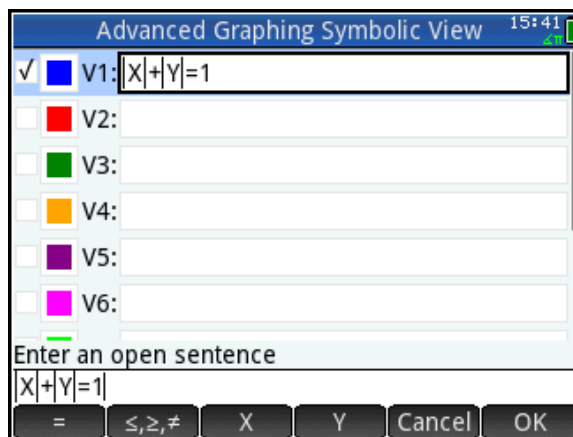 Advanced Graphing Symbolic View 15:41
∡π
✓ V1: |X|+|Y|=1
V2:
V3:
V4:
V5:
V6:
Enter an open sentence
|X|+|Y|=1
= ≤,≥,≠ X Y Cancel OK